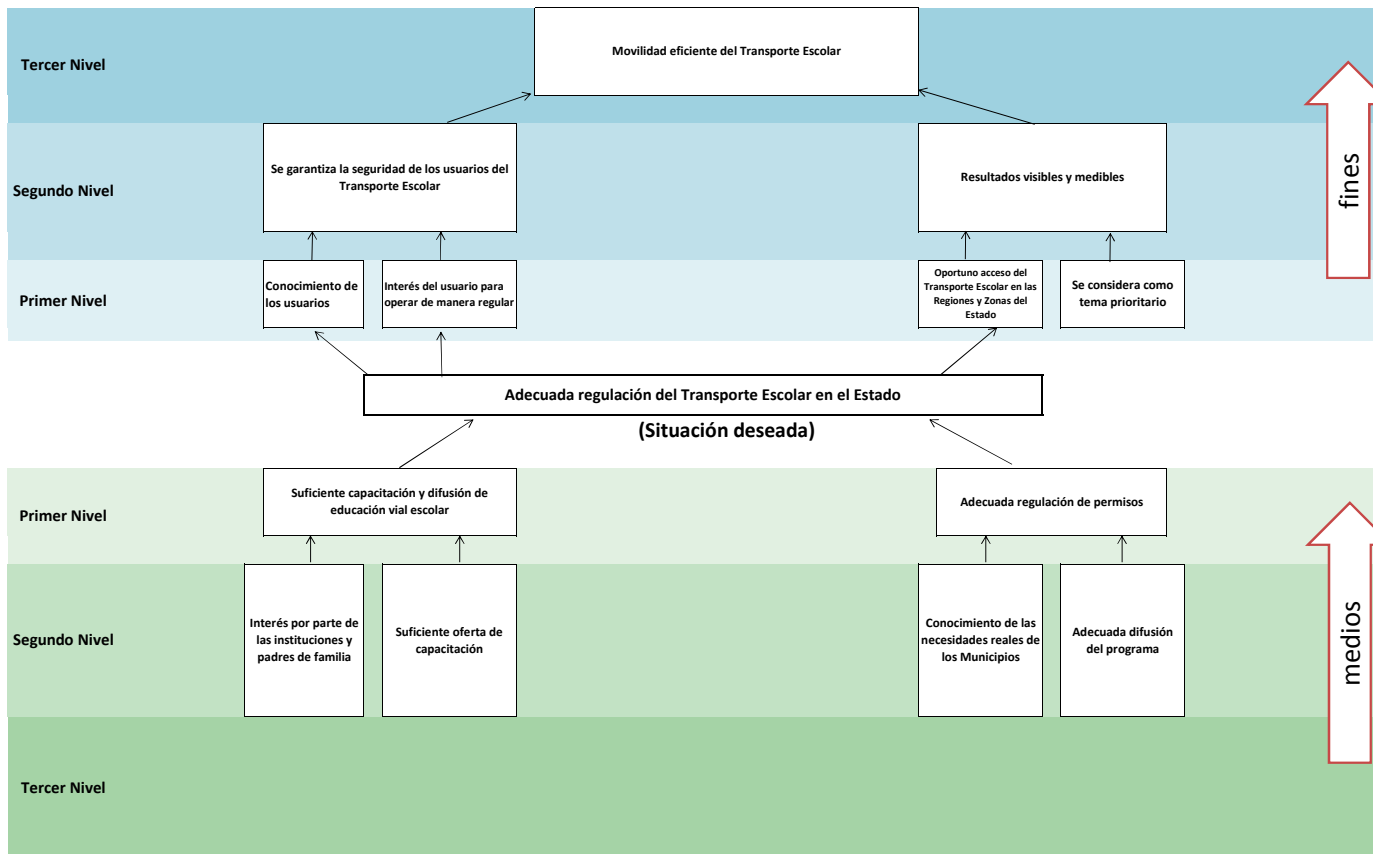 Tercer Nivel
Movilidad eficiente del Transporte Escolar
Segundo Nivel
Se garantiza la seguridad de los usuarios del
Transporte Escolar
Resultados visibles y medibles
fines
Primer Nivel
Conocimiento de
los usuarios
Interés del usuario para
operar de manera regular
Oportuno acceso del
Transporte Escolar en las
Regiones y Zonas del
Estado
Se considera como
tema prioritario
Adecuada regulación del Transporte Escolar en el Estado
(Situación deseada)
Primer Nivel
Suficiente capacitación y difusión de
educación vial escolar
Adecuada regulación de permisos
Segundo Nivel
Interés por parte de
las instituciones y
padres de familia
Suficiente oferta de
capacitación
Conocimiento de las
necesidades reales de
los Municipios
Adecuada difusión
del programa
medios
Tercer Nivel